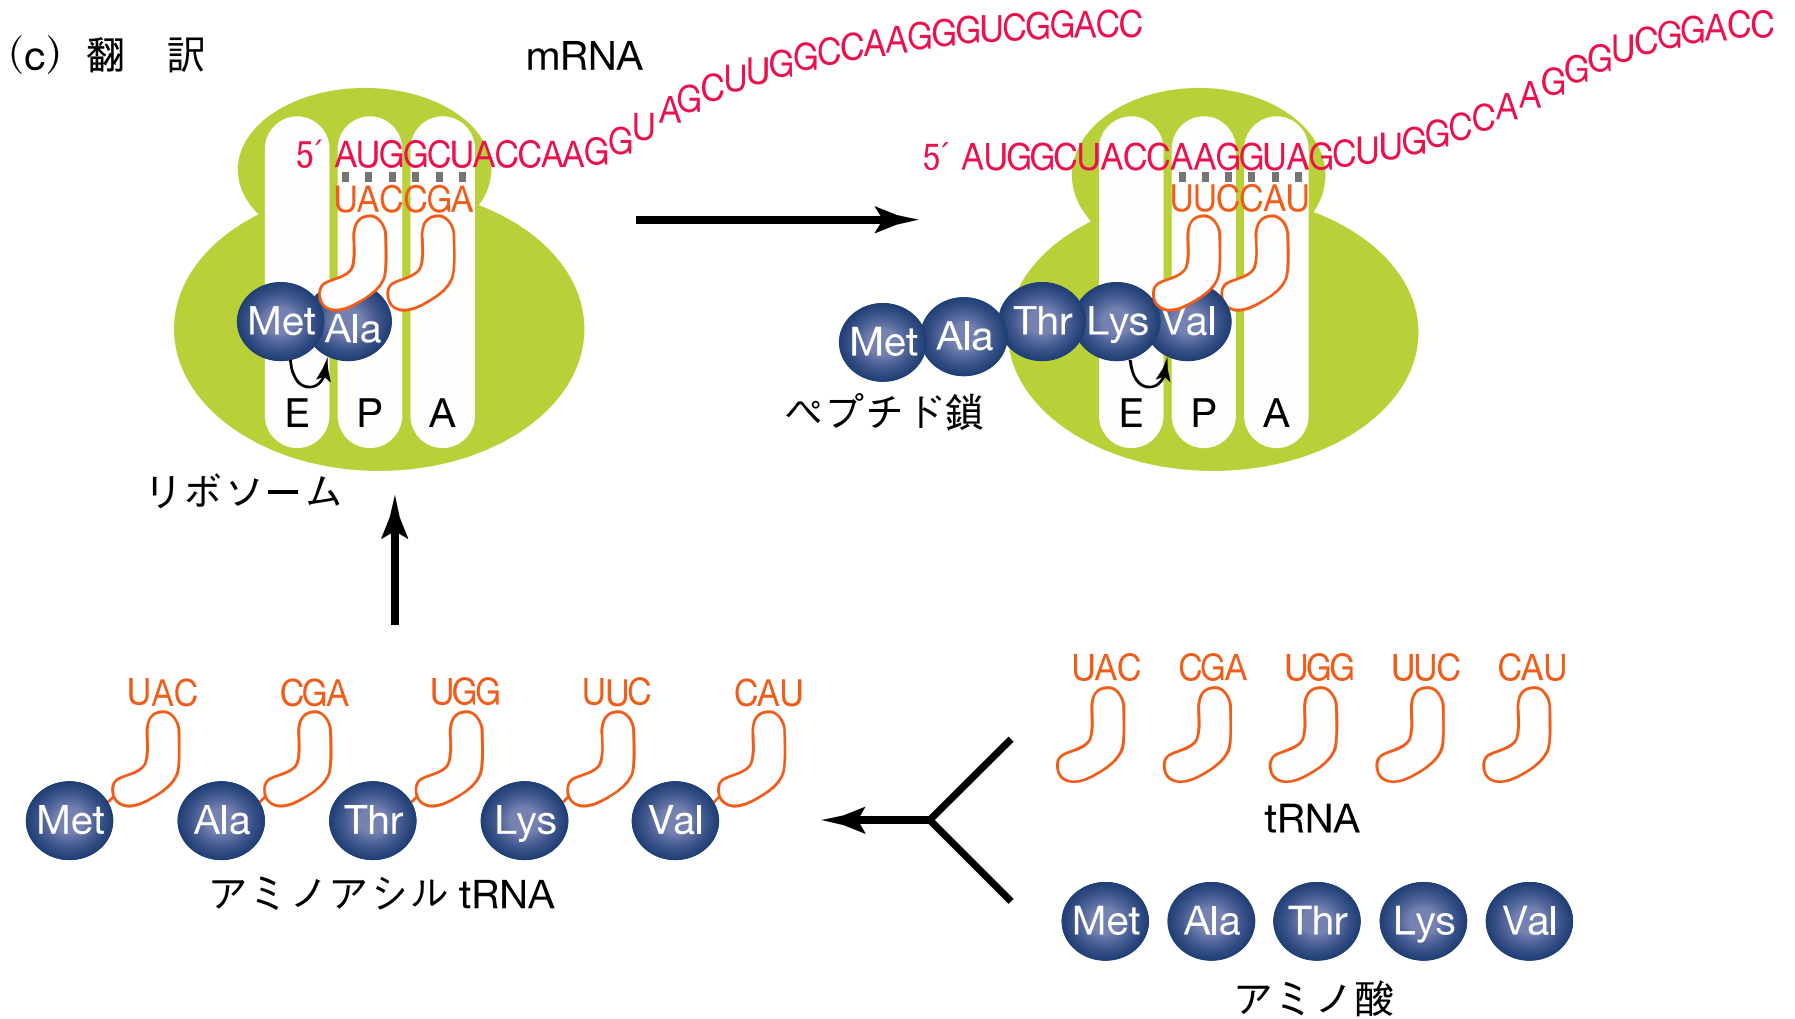 (c) 翻 訳
mRNA
5´ AUGGCUACCAAGGUAGCUUGGCCAAGGGUCGGACC
UACCGA
Met Ala
E P A
リボソーム
5´ AUGGCUACCAAGGUAGCUUGGCCAAGGGUCGGACC
UUCCAU
Met Ala Thr Lys Val
ペプチド鎖
E P A
UAC CGA UGG UUC CAU
Met Ala Thr Lys Val
アミノアシル tRNA
UAC CGA UGG UUC CAU
tRNA
Met Ala Thr Lys Val
アミノ酸